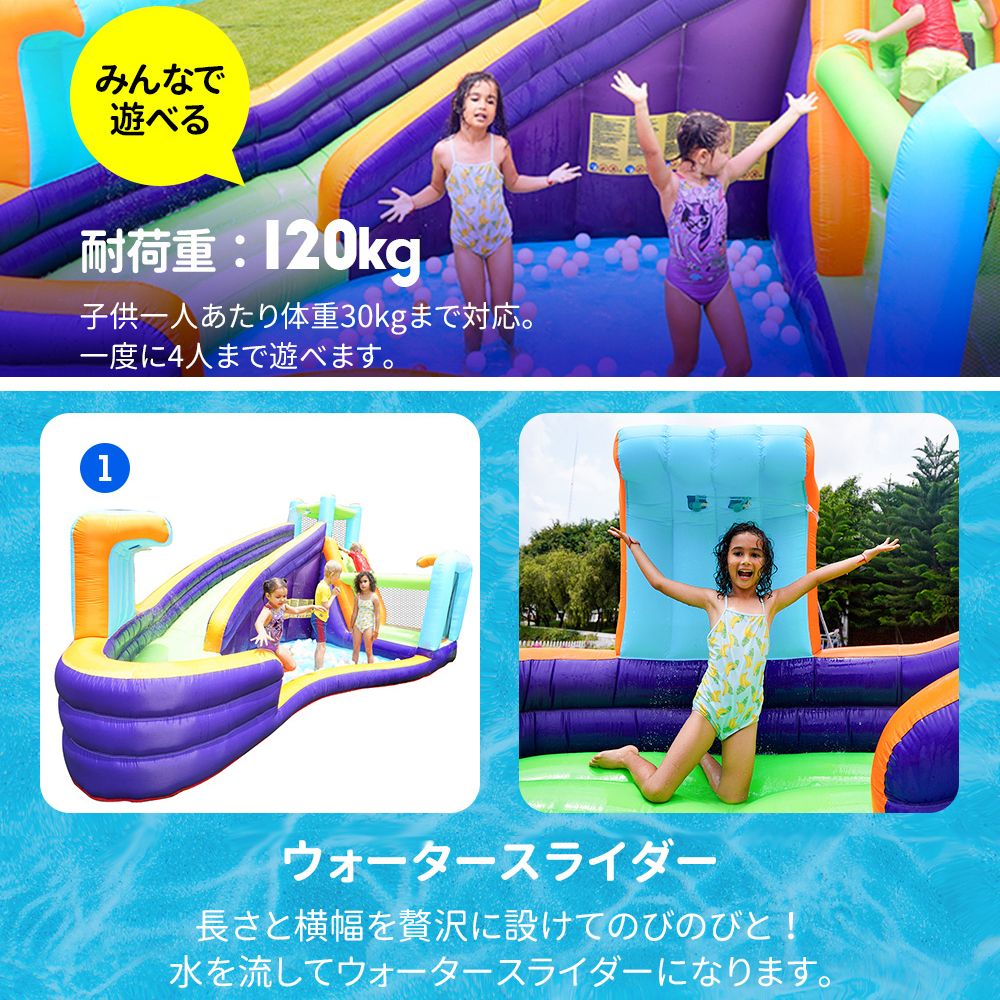 みんなで
遊べる
耐荷重：120kg
子供一人あたり体重30kgまで対応。
一度に4人まで遊べます。
1
ウォータースライダー
長さと横幅を贅沢に設けてのびのびと！
水を流してウォータースライダーになります。